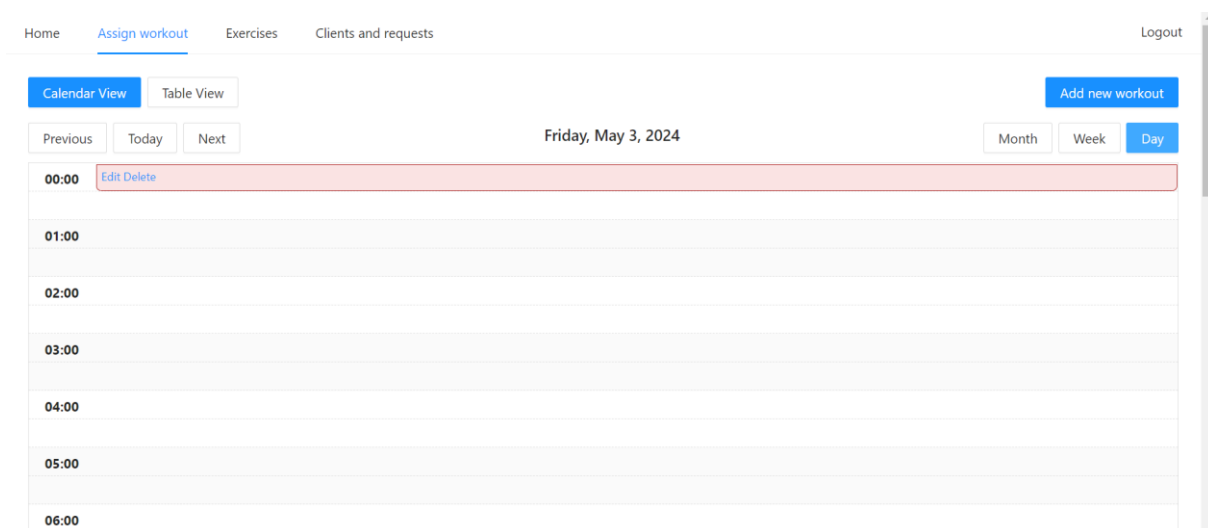 Home Assign workout Exercises Clients and requests Logout
Calendar View Table View Add new workout
Previous Today Next Friday, May 3, 2024 Month Week Day
00:00 Edit Delete
01:00
02:00
03:00
04:00
05:00
06:00